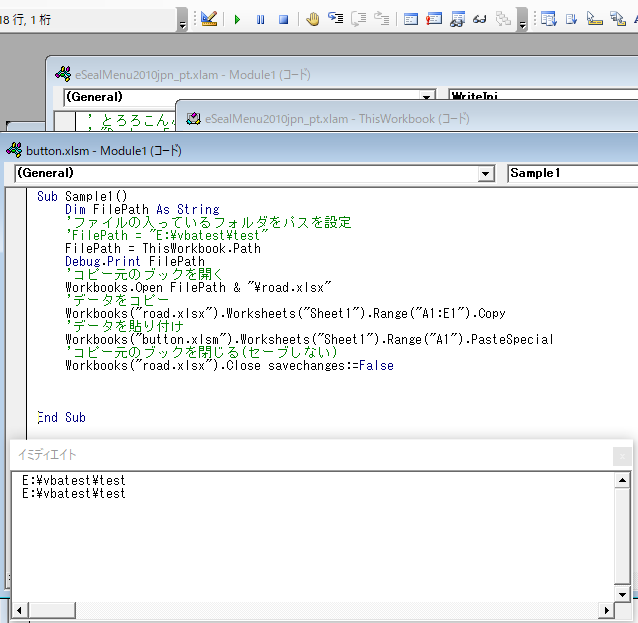 18 行, 1 桁
eSealMenu2010jpn_pt.xlam - Module1 (コード)
(General)
WriteIni
' とろろこん
eSealMenu2010jpn_pt.xlam - ThisWorkbook (コード)
button.xlsm - Module1 (コード)
(General)
Sample1
Sub Sample1()
Dim FilePath As String
'ファイルの入っているフォルダをパスを設定
'FilePath = "E:¥vbatest¥test"
FilePath = ThisWorkbook.Path
Debug.Print FilePath
'コピー元のブックを開く
Workbooks.Open FilePath & "¥road.xlsx"
'データをコピー
Workbooks("road.xlsx").Worksheets("Sheet1").Range("A1:E1").Copy
'データを貼り付け
Workbooks("button.xlsm").Worksheets("Sheet1").Range("A1").PasteSpecial
'コピー元のブックを閉じる(セーブしない)
Workbooks("road.xlsx").Close savechanges:=False
End Sub
イミディエイト
E:¥vbatest¥test
E:¥vbatest¥test